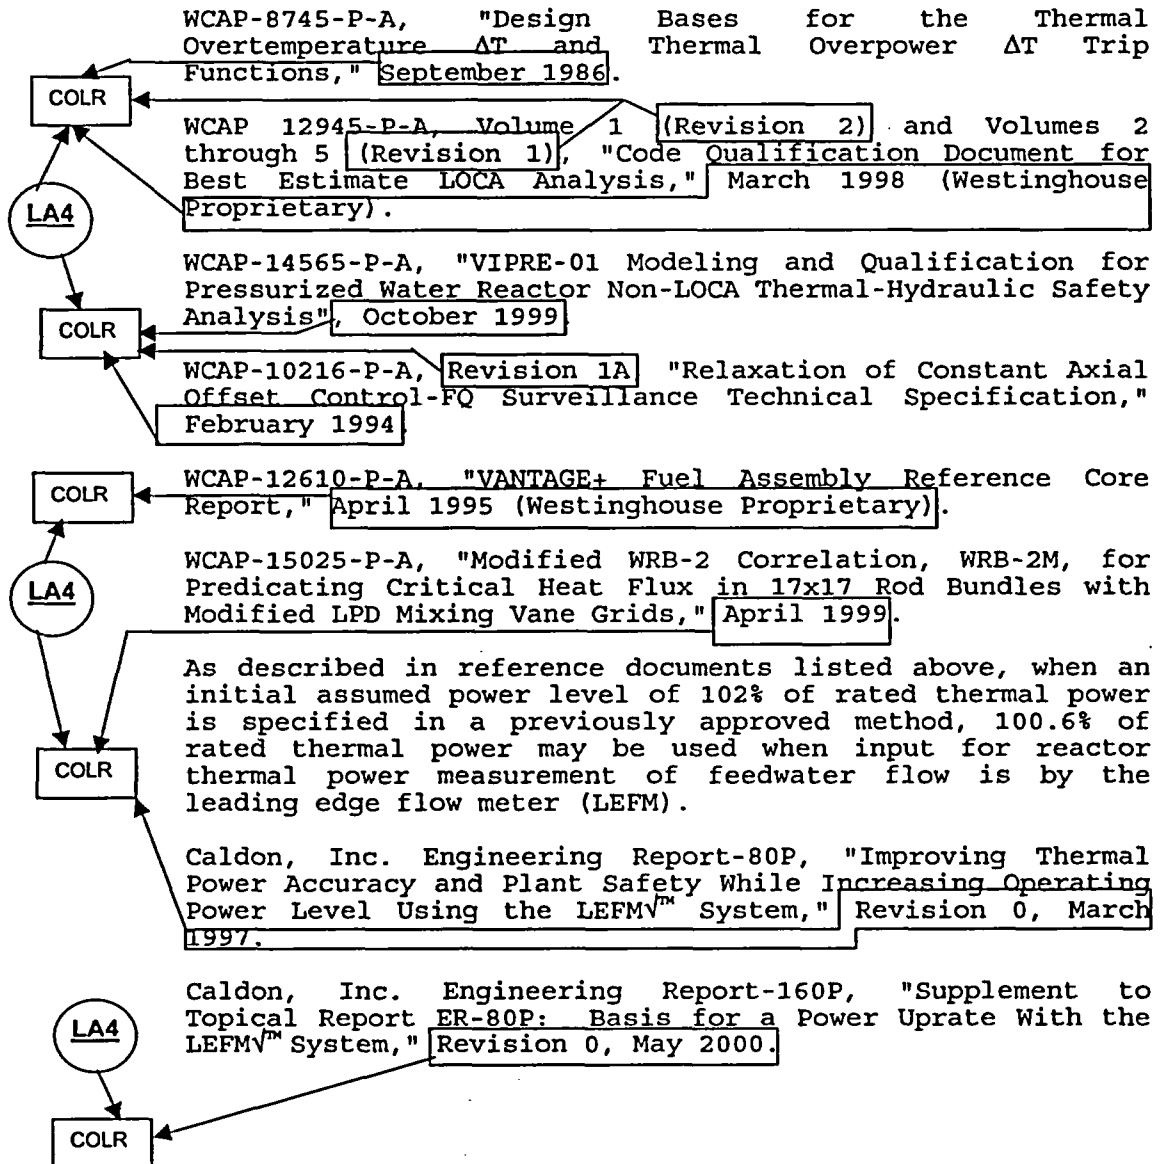 WCAP-8745-P-A, "Design Bases for the Thermal
Overtemperature ΔT and Thermal Overpower ΔT Trip
Functions," September 1986.
COLR
WCAP 12945-P-A, Volume 1 (Revision 2) and Volumes 2
through 5 (Revision 1), "Code Qualification Document for
Best Estimate LOCA Analysis," March 1998 (Westinghouse
Proprietary).
LA4
WCAP-14565-P-A, "VIPRE-01 Modeling and Qualification for
Pressurized Water Reactor Non-LOCA Thermal-Hydraulic Safety
Analysis", October 1999
COLR
WCAP-10216-P-A, Revision 1A "Relaxation of Constant Axial
Offset Control-FQ Surveillance Technical Specification,"
February 1994
WCAP-12610-P-A, "VANTAGE+ Fuel Assembly Reference Core
COLR
Report," April 1995 (Westinghouse Proprietary).
WCAP-15025-P-A, "Modified WRB-2 Correlation, WRB-2M, for
Predicating Critical Heat Flux in 17x17 Rod Bundles with
LA4
Modified LPD Mixing Vane Grids," April 1999.
As described in reference documents listed above, when an
initial assumed power level of 102% of rated thermal power
is specified in a previously approved method, 100.6% of
rated thermal power may be used when input for reactor
COLR
thermal power measurement of feedwater flow is by the
leading edge flow meter (LEFM).
Caldon, Inc. Engineering Report-80P, "Improving Thermal
Power Accuracy and Plant Safety While Increasing Operating
Power Level Using the LEFM√™ System," Revision 0, March
1997.
Caldon, Inc. Engineering Report-160P, "Supplement to
Topical Report ER-80P: Basis for a Power Uprate With the
LA4
LEFM√™ System," Revision 0, May 2000.
COLR